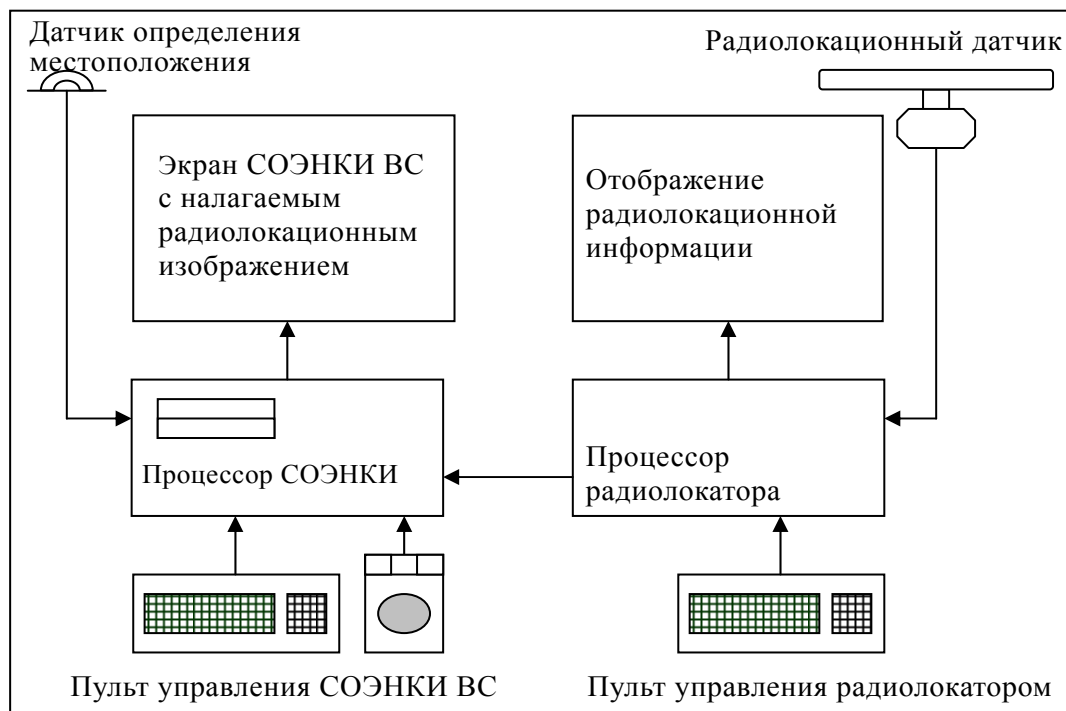 Датчик определения
местоположения
Радиолокационный датчик
Экран СОЭНКИ ВС
с налагаемым
радиолокационным
изображением
Отображение
радиолокационной
информации
Процессор СОЭНКИ
Процессор
радиолокатора
Пульт управления СОЭНКИ ВС
Пульт управления радиолокатором